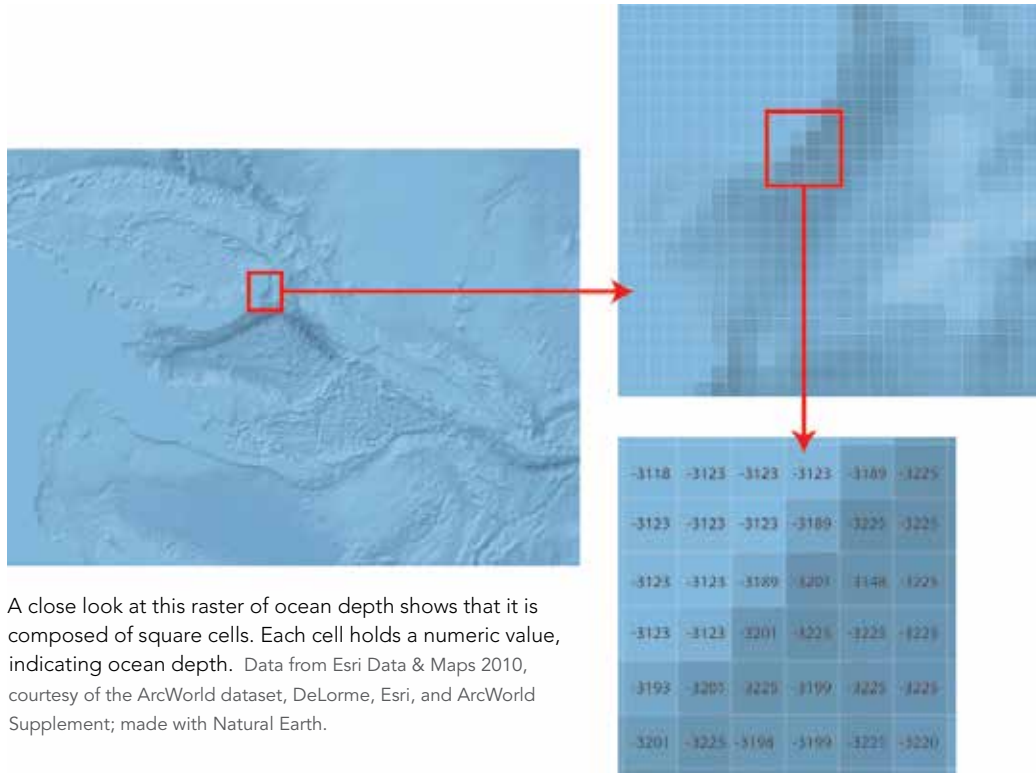 -3118 -3123 -3123 -3123 -3189 -3225
-3123 -3123 -3123 -3189 -3225 -3225
-3123 -3123 -3189 -3201 -3148 -3225
-3123 -3123 -3201 -3225 -3225 -3225
-3193 -3201 -3225 -3199 -3225 -3225
-3201 -3225 -3198 -3199 -3220
A close look at this raster of ocean depth shows that it is
composed of square cells. Each cell holds a numeric value,
indicating ocean depth. Data from Esri Data & Maps 2010,
courtesy of the ArcWorld dataset, DeLorme, Esri, and ArcWorld
Supplement; made with Natural Earth.